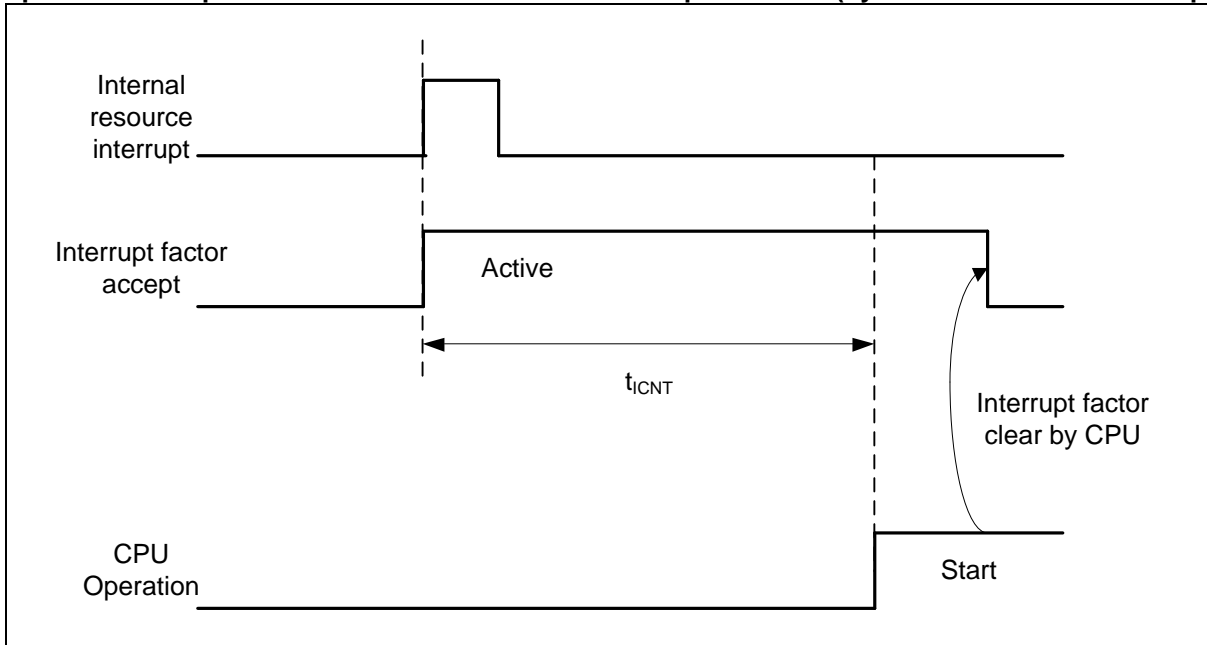 Internal
resource
interrupt
Interrupt factor
accept
Active
tICNT
Interrupt factor
clear by CPU
CPU
Operation
Start